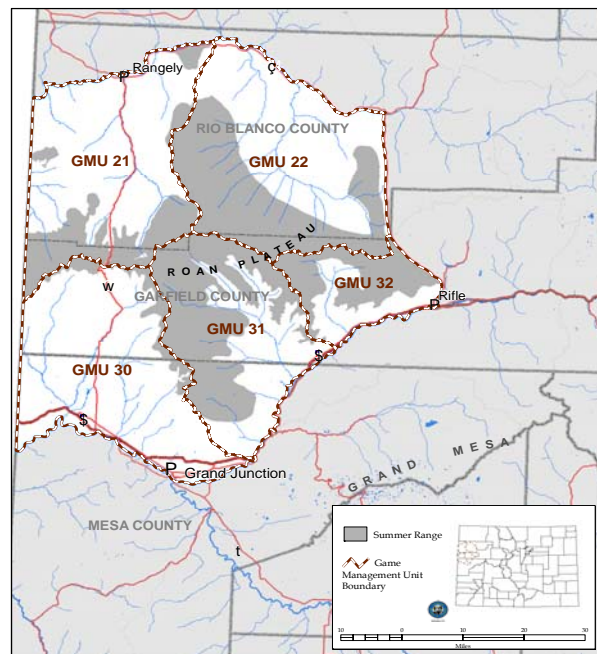 Rangely
P
ç
RIO BLANCO COUNTY
GMU 21
GMU 22
ROAN PLATEAU
w
GARFIELD COUNTY
GMU 32
Rifle
P
GMU 31
$
GMU 30
$
P
Grand Junction
GRAND MESA
MESA COUNTY
t
Summer Range
Game
Management Unit
Boundary
10 0 10 20 30
Miles